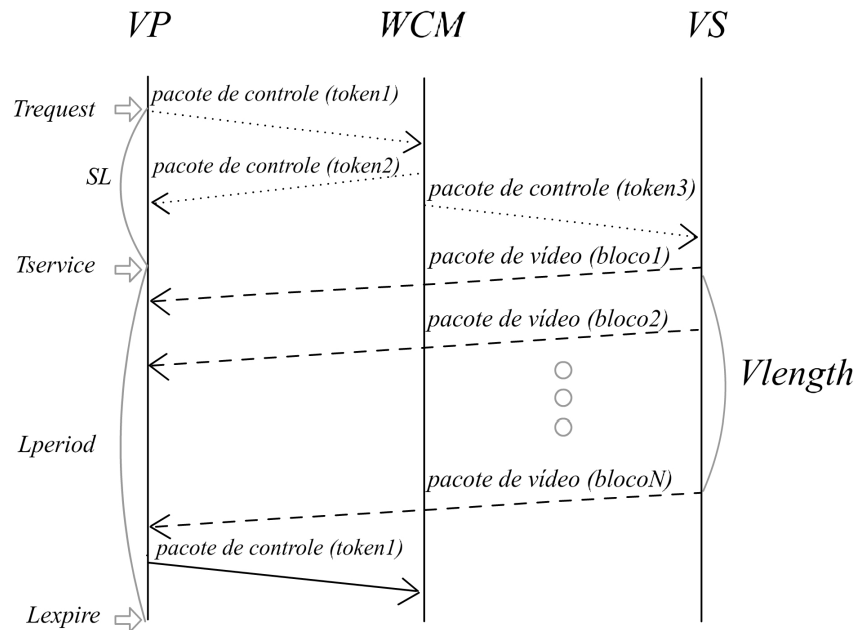 VP
WCM
VS
Trequest
pacote de controle (token1)
pacote de controle (token2)
SL
pacote de controle (token3)
Tservice
pacote de vídeo (bloco1)
pacote de vídeo (bloco2)
Vlength
Lperiod
pacote de vídeo (blocoN)
pacote de controle (token1)
Lexpire